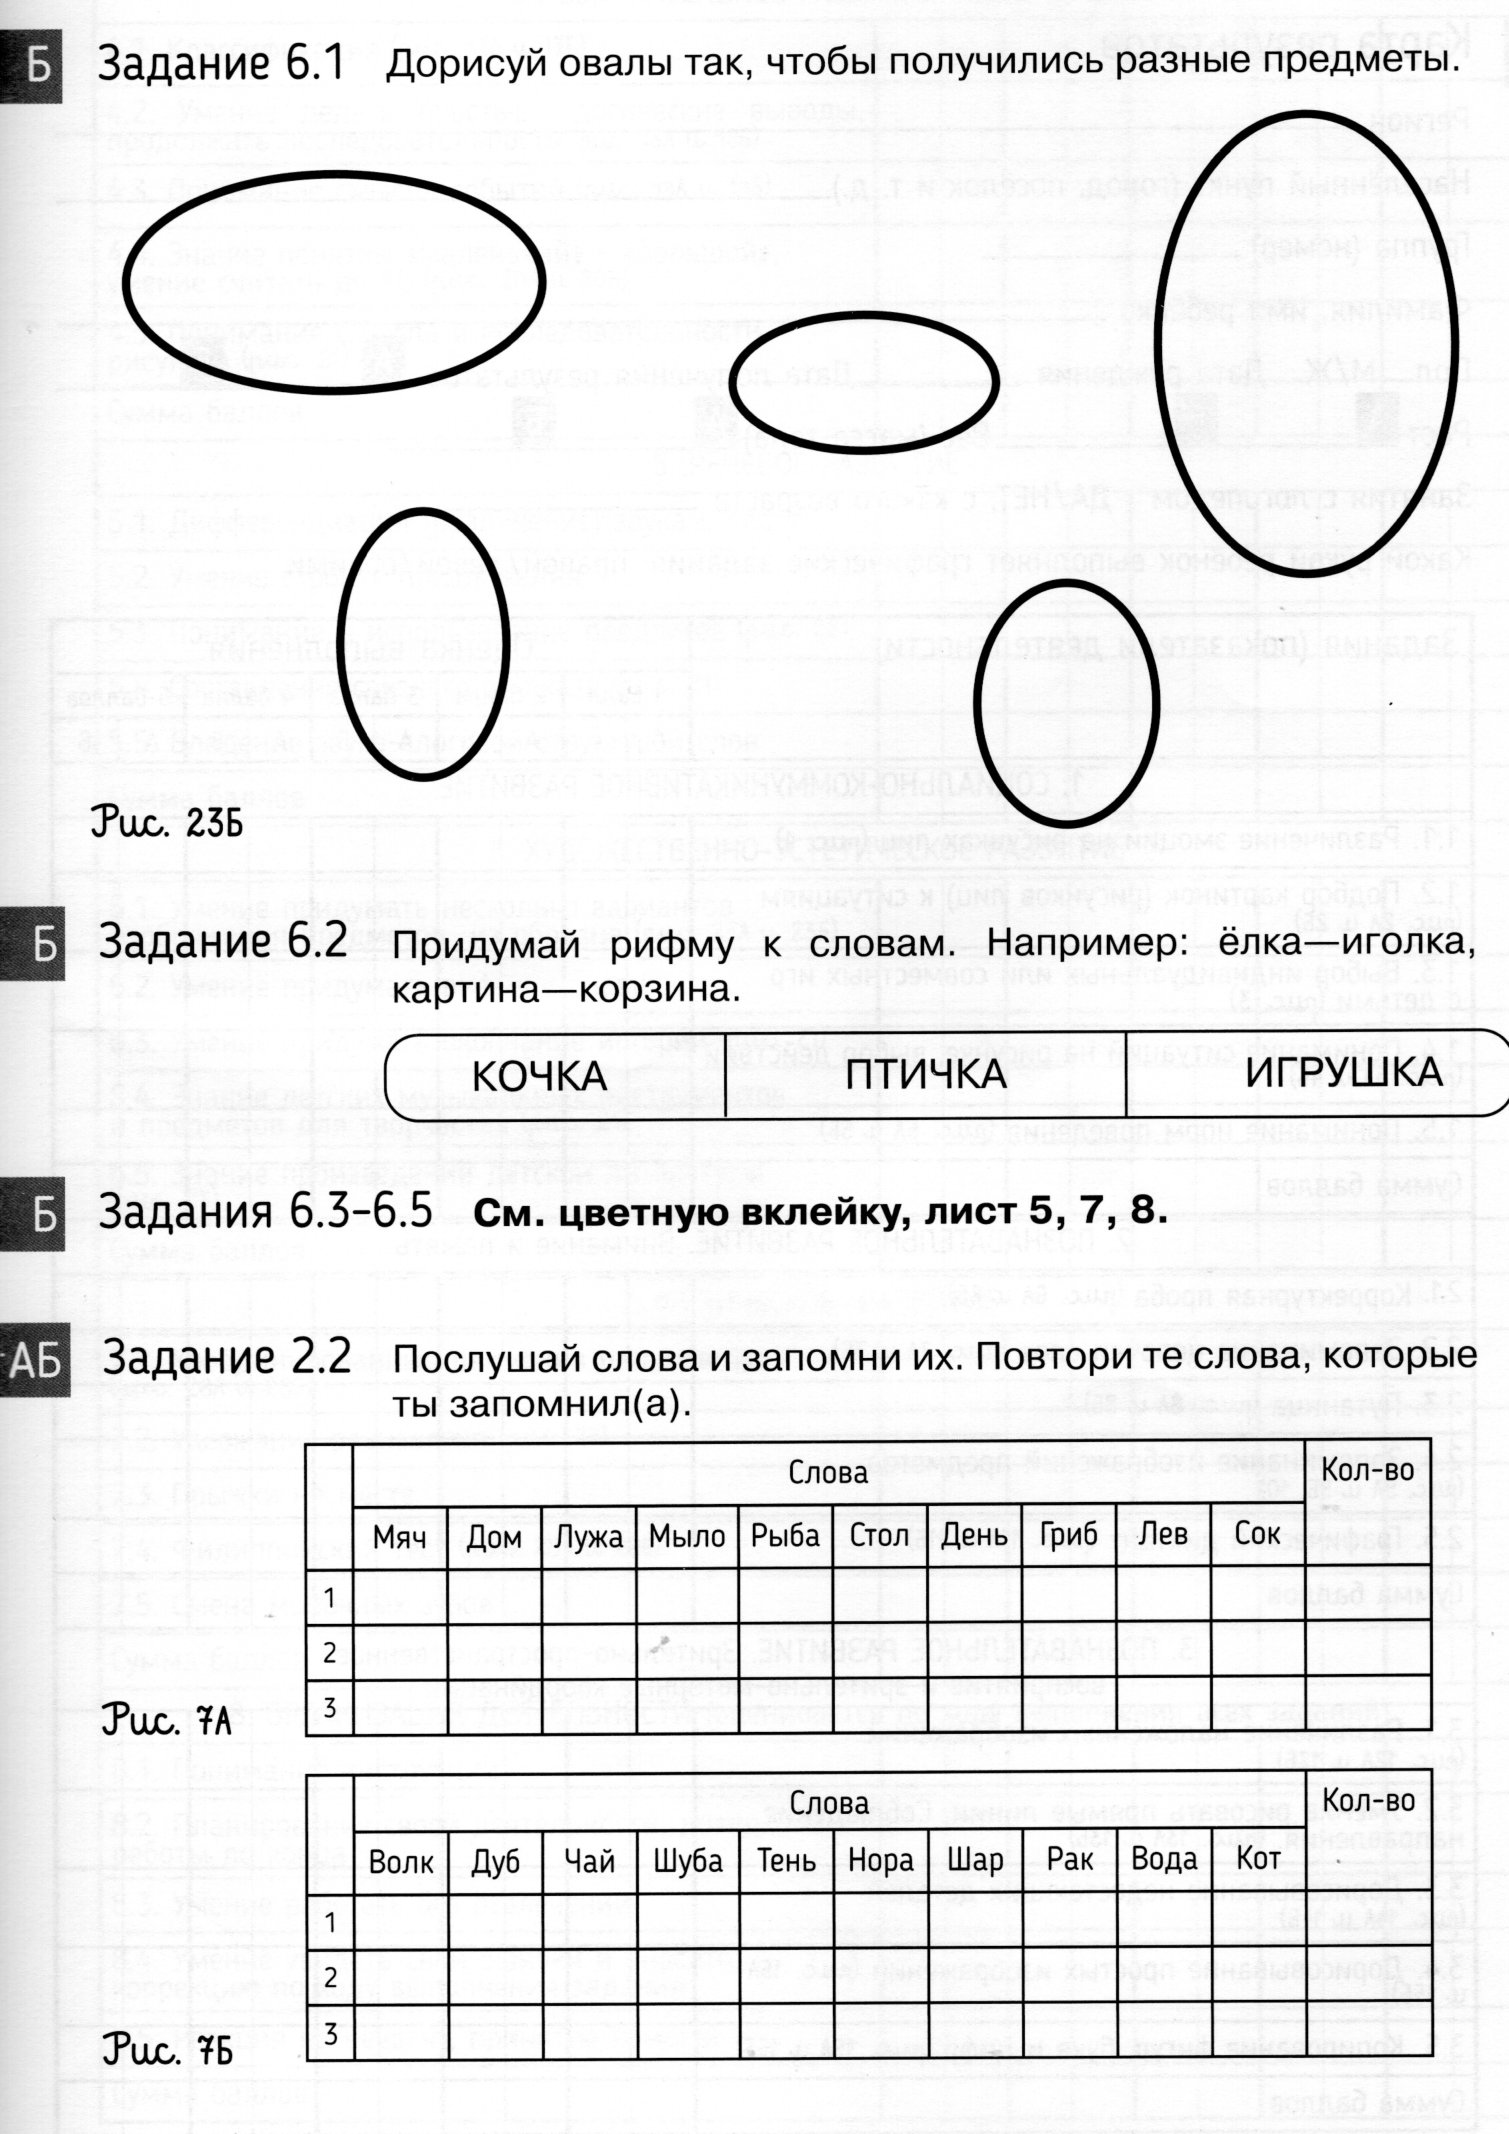 Б Задание 6.1 Дорисуй овалы так, чтобы получились разные предметы.
Рис. 23Б
Б Задание 6.2 Придумай рифму к словам. Например: ёлка—иголка,
картина—корзина.
КОЧКА ПТИЧКА ИГРУШКА
Б Задания 6.3–6.5 См. цветную вклейку, лист 5, 7, 8.
АБ Задание 2.2 Послушай слова и запомни их. Повтори те слова, которые
ты запомнил(а).
Слова Кол-во
Мяч Дом Лужа Мыло Рыба Стол День Гриб Лев Сок
1
2
3
Рис. 7А
Слова Кол-во
Волк Дуб Чай Шуба Тень Нора Шар Рак Вода Кот
1
2
3
Рис. 7Б